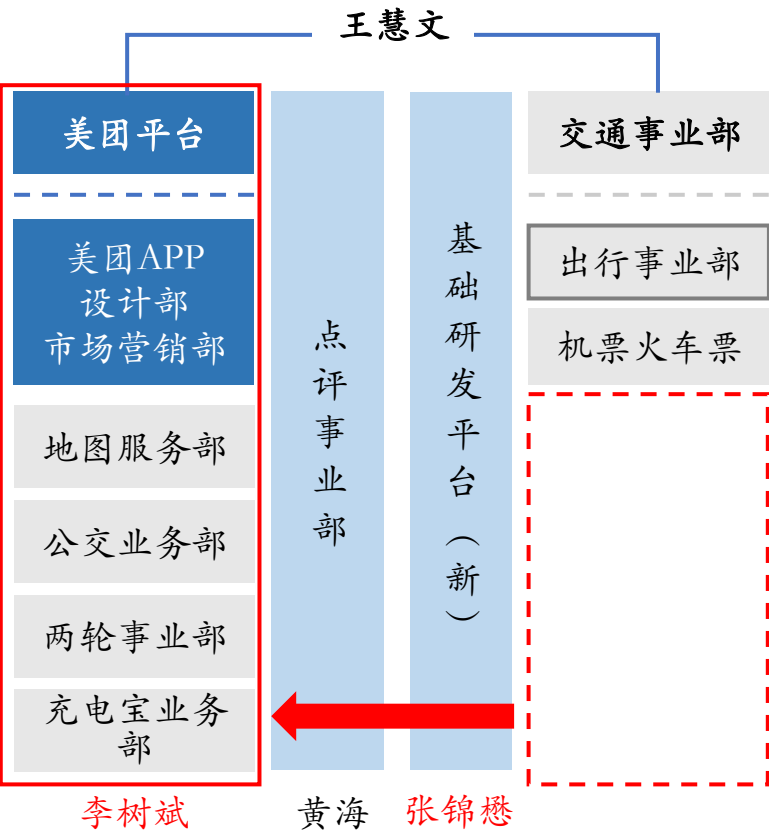 王慧文
美团平台
美团APP
设计部
市场营销部
地图服务部
公交业务部
两轮事业部
充电宝业务
部
李树斌
点评事业部
黄海
基础研发平台（新）
张锦懋
交通事业部
出行事业部
机票火车票